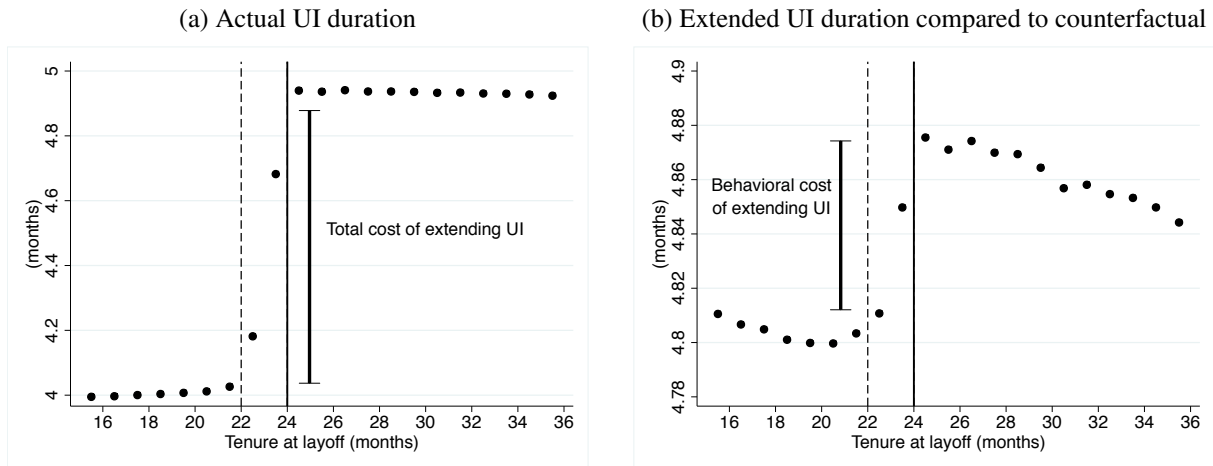 (a) Actual UI duration
5
4.8
4.6
4.4
4.2
4
(months)
Total cost of extending UI
16 18 20 22 24 26 28 30 32 34 36
Tenure at layoff (months)
(b) Extended UI duration compared to counterfactual
4.9
4.88
4.86
4.84
4.82
4.8
4.78
(months)
Behavioral cost
of extending UI
16 18 20 22 24 26 28 30 32 34 36
Tenure at layoff (months)